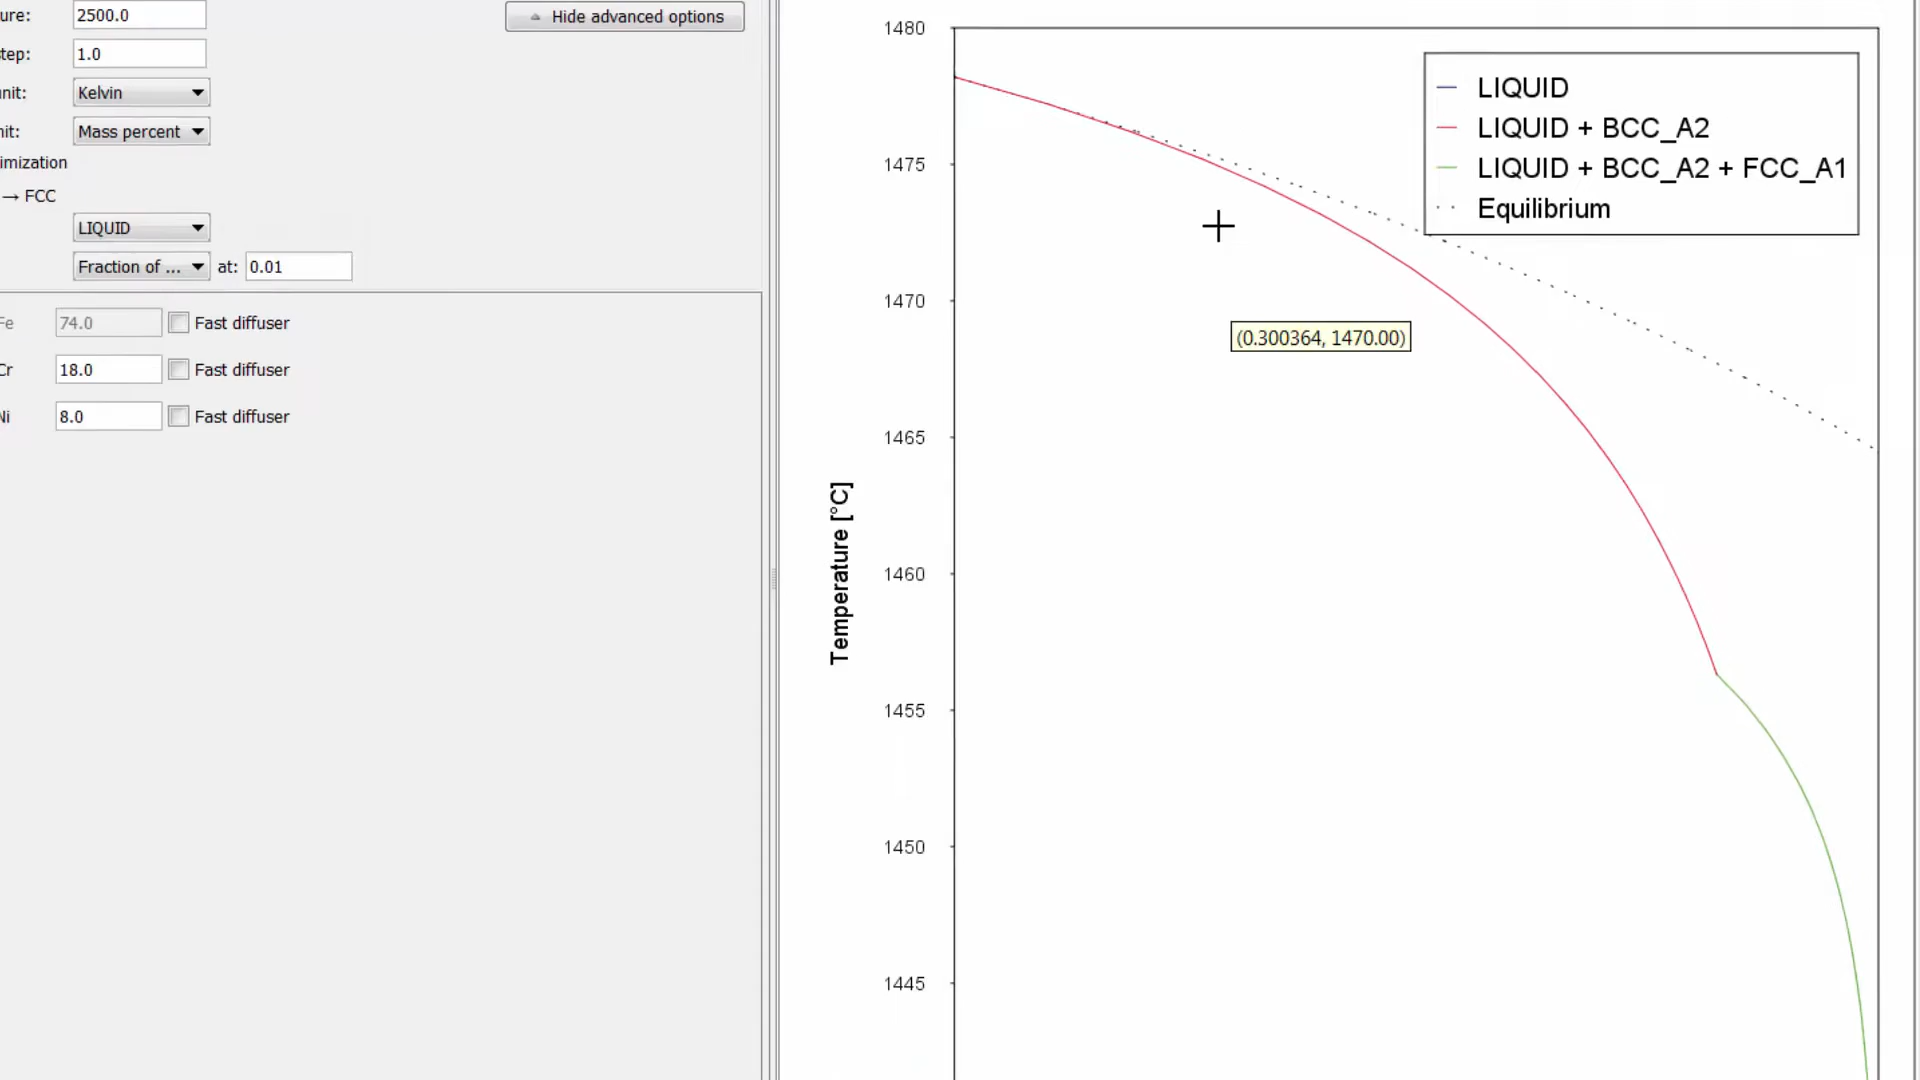 ure: 2500.0
Hide advanced options
tep: 1.0
nit: Kelvin
nit: Mass percent
imization
→ FCC
LIQUID
Fraction of ... at: 0.01
Fe 74.0 Fast diffuser
Cr 18.0 Fast diffuser
Ni 8.0 Fast diffuser
1480
1475
1470
1465
1460
1455
1450
1445
Temperature [°C]
LIQUID
LIQUID + BCC_A2
LIQUID + BCC_A2 + FCC_A1
Equilibrium
(0.300364, 1470.00)